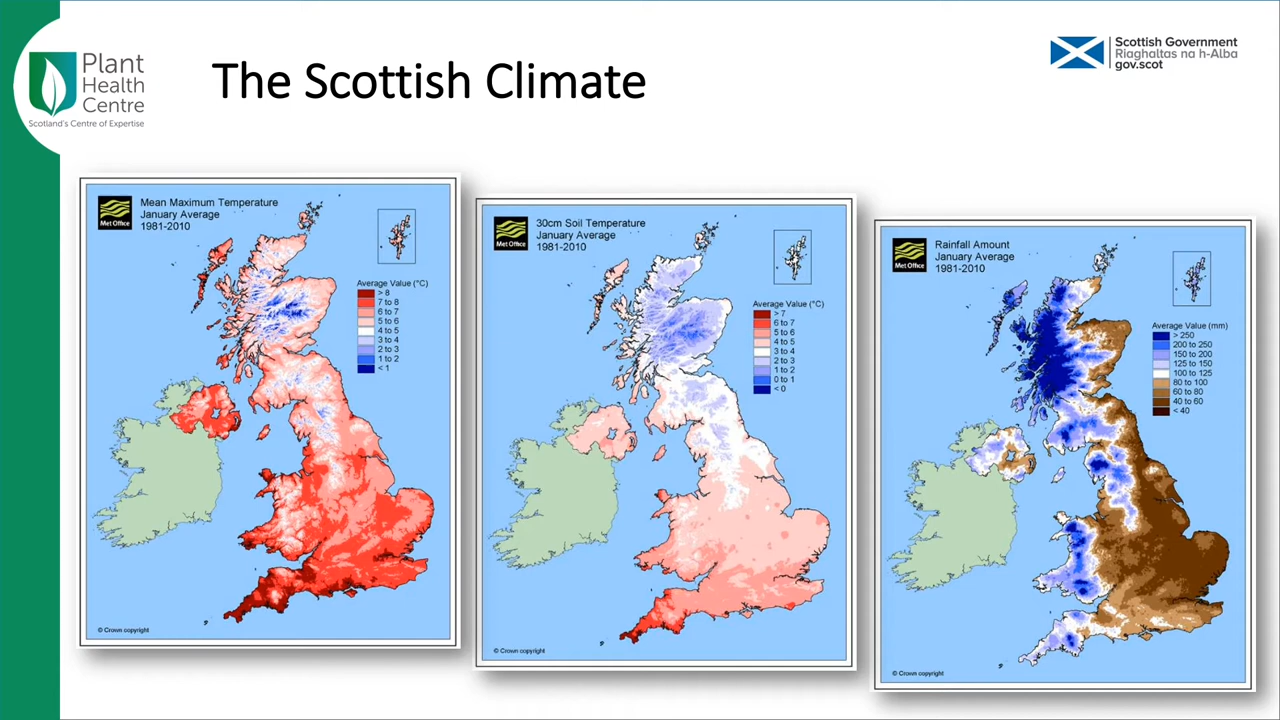 Plant
Health
Centre
Scotland's Centre of Expertise
The Scottish Climate
Scottish Government
Riaghaltas na h-Alba
gov.scot
Met Office
Mean Maximum Temperature
January Average
1981-2010
Average Value (°C)
> 8
7 to 8
6 to 7
5 to 6
4 to 5
3 to 4
2 to 3
1 to 2
< 1
© Crown copyright
Met Office
30cm Soil Temperature
January Average
1981-2010
Average Value (°C)
> 7
6 to 7
5 to 6
4 to 5
3 to 4
2 to 3
1 to 2
0 to 1
< 0
© Crown copyright
Met Office
Rainfall Amount
January Average
1981-2010
Average Value (mm)
> 250
200 to 250
150 to 200
125 to 150
100 to 125
80 to 100
60 to 80
40 to 60
< 40
© Crown copyright